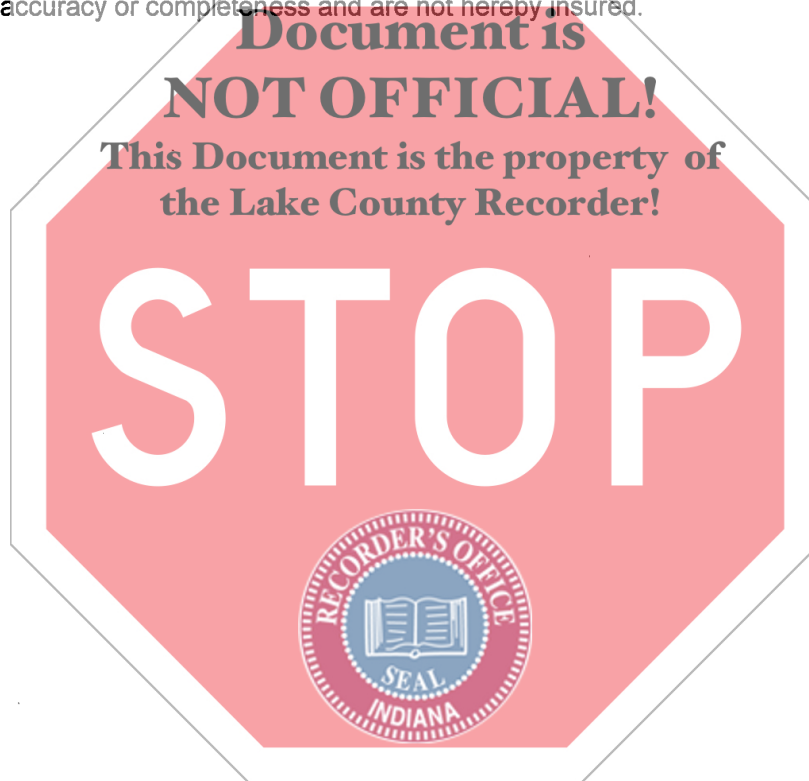 accuracy or completeness and are not hereby insured.
Document is
NOT OFFICIAL!
This Document is the property of
the Lake County Recorder!
STOP
RECORDER'S OFFICE
SEAL
INDIANA